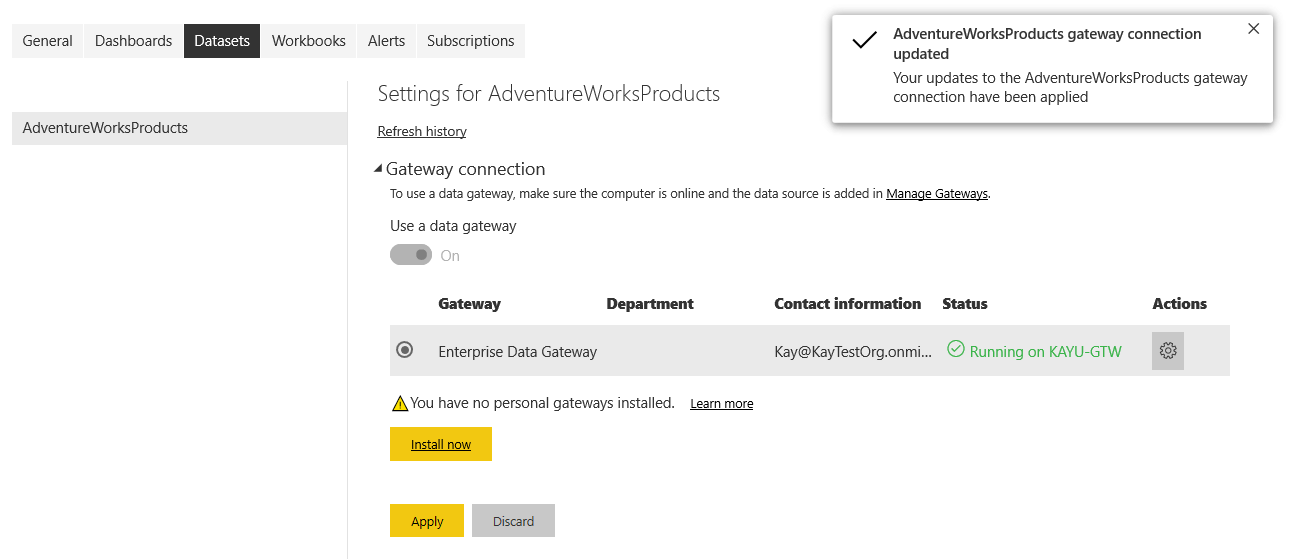 General
Dashboards
Datasets
Workbooks
Alerts
Subscriptions
AdventureWorksProducts gateway connection
updated
Your updates to the AdventureWorksProducts gateway
connection have been applied
AdventureWorksProducts
Settings for AdventureWorksProducts
Refresh history
Gateway connection
To use a data gateway, make sure the computer is online and the data source is added in Manage Gateways.
Use a data gateway
On
Gateway Department Contact information Status Actions
Enterprise Data Gateway Kay@KayTestOrg.onmi... Running on KAYU-GTW
You have no personal gateways installed. Learn more
Install now
Apply
Discard